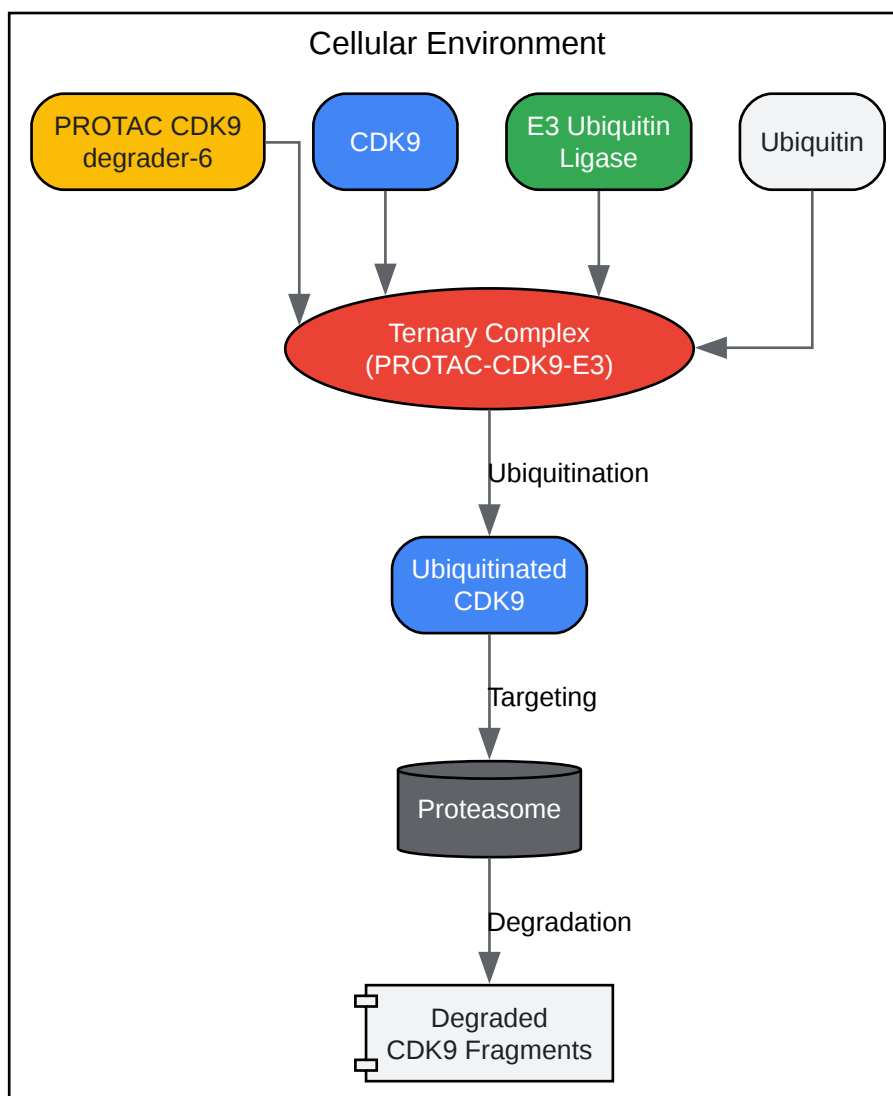 Cellular Environment
PROTAC CDK9
degrader-6
CDK9
E3 Ubiquitin
Ligase
Ubiquitin
Ternary Complex
(PROTAC-CDK9-E3)
Ubiquitination
Ubiquitinated
CDK9
Targeting
Proteasome
Degradation
Degraded
CDK9 Fragments